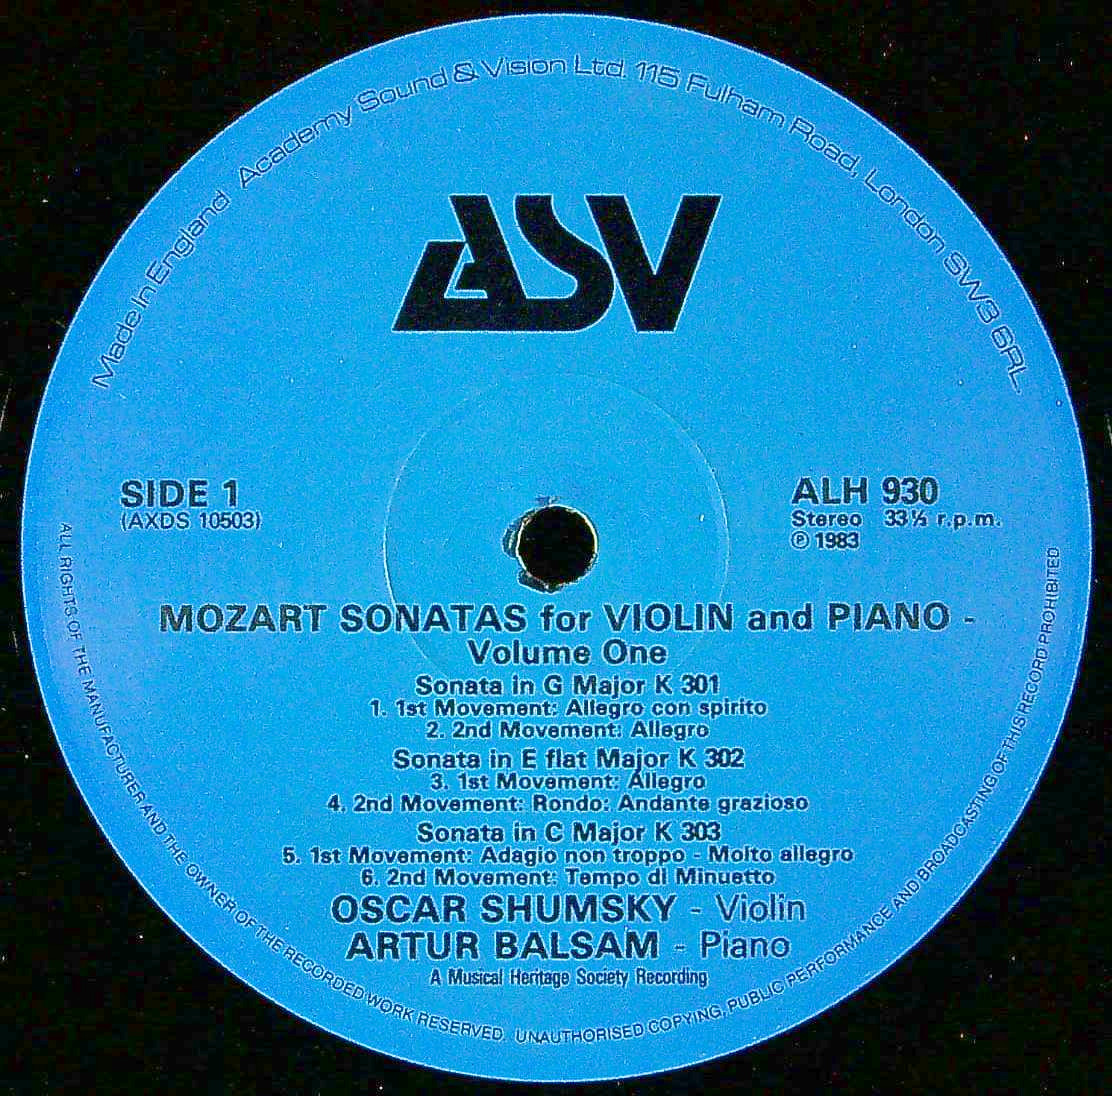 Made in England Academy Sound & Vision Ltd. 115 Fulham Road, London SW3 6RL.
ASV
SIDE 1
(AXDS 10503)
ALH 930
Stereo 33⅓ r.p.m.
℗ 1983
MOZART SONATAS for VIOLIN and PIANO -
Volume One
Sonata in G Major K 301
1. 1st Movement: Allegro con spirito
2. 2nd Movement: Allegro
Sonata in E flat Major K 302
3. 1st Movement: Allegro
4. 2nd Movement: Rondo: Andante grazioso
Sonata in C Major K 303
5. 1st Movement: Adagio non troppo - Molto allegro
6. 2nd Movement: Tempo di Minuetto
OSCAR SHUMSKY - Violin
ARTUR BALSAM - Piano
A Musical Heritage Society Recording
ALL RIGHTS OF THE MANUFACTURER AND THE OWNER OF THE RECORDED WORK RESERVED. UNAUTHORISED COPYING, PUBLIC PERFORMANCE AND BROADCASTING OF THIS RECORD PROHIBITED